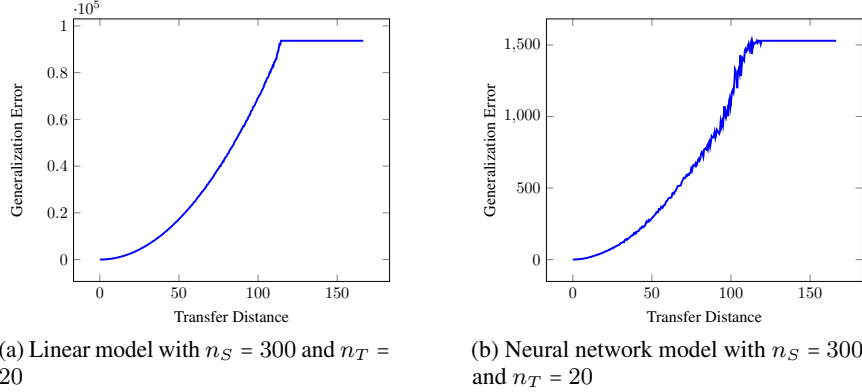 ·10⁵
1
0.8
0.6
0.4
0.2
0
Generalization Error
0 50 100 150
Transfer Distance
(a) Linear model with n_S = 300 and n_T =
20
1,500
1,000
500
0
Generalization Error
0 50 100 150
Transfer Distance
(b) Neural network model with n_S = 300
and n_T = 20